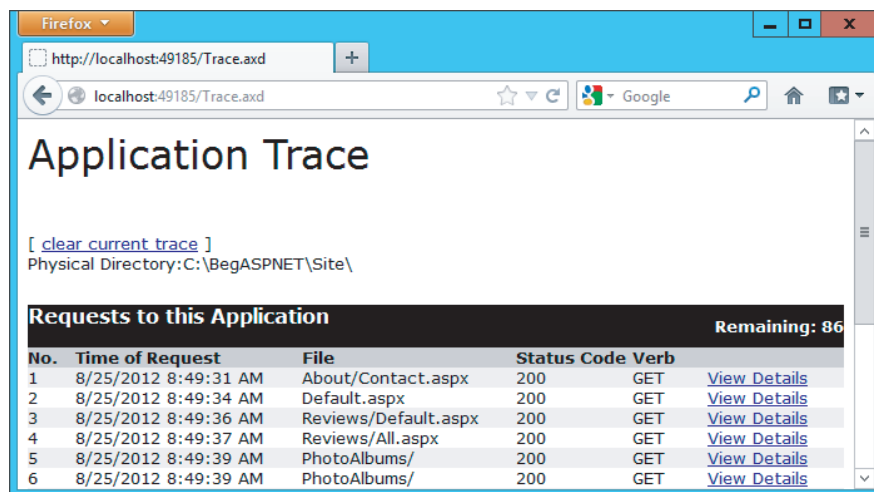 Firefox
http://localhost:49185/Trace.axd
localhost:49185/Trace.axd
Google
Application Trace
[ clear current trace ]
Physical Directory:C:\BegASPNET\Site\
Requests to this Application Remaining: 86
No. Time of Request File Status Code Verb
1 8/25/2012 8:49:31 AM About/Contact.aspx 200 GET View Details
2 8/25/2012 8:49:34 AM Default.aspx 200 GET View Details
3 8/25/2012 8:49:36 AM Reviews/Default.aspx 200 GET View Details
4 8/25/2012 8:49:37 AM Reviews/All.aspx 200 GET View Details
5 8/25/2012 8:49:39 AM PhotoAlbums/ 200 GET View Details
6 8/25/2012 8:49:39 AM PhotoAlbums/ 200 GET View Details